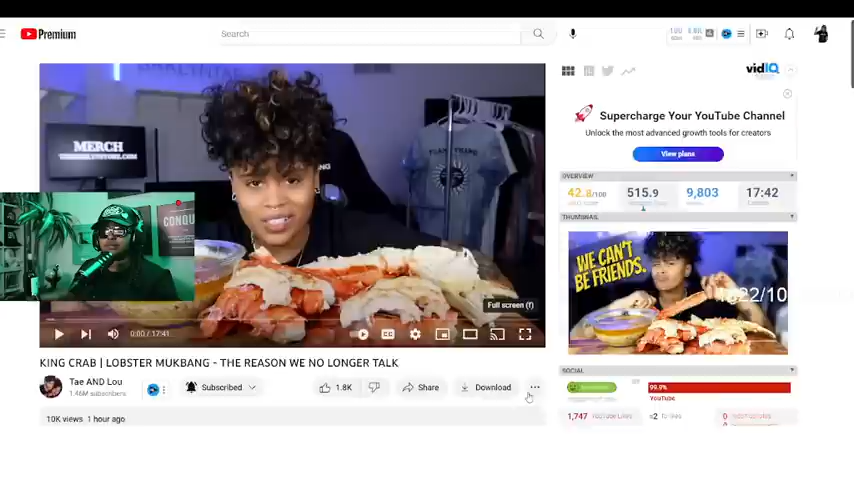 Premium
Search
MERCH
CONQU
Full screen (f)
0:00 / 17:41
CC
KING CRAB | LOBSTER MUKBANG - THE REASON WE NO LONGER TALK
Tae AND Lou
1.46M subscribers
Subscribed
1.8K
Share
Download
10K views 1 hour ago
vidIQ
Supercharge Your YouTube Channel
Unlock the most advanced growth tools for creators
View plans
OVERVIEW
42.8/100
515.9
9,803
17:42
THUMBNAIL
WE CAN'T
BE FRIENDS.
SOCIAL
99.9%
YouTube
1,747 YouTube Likes